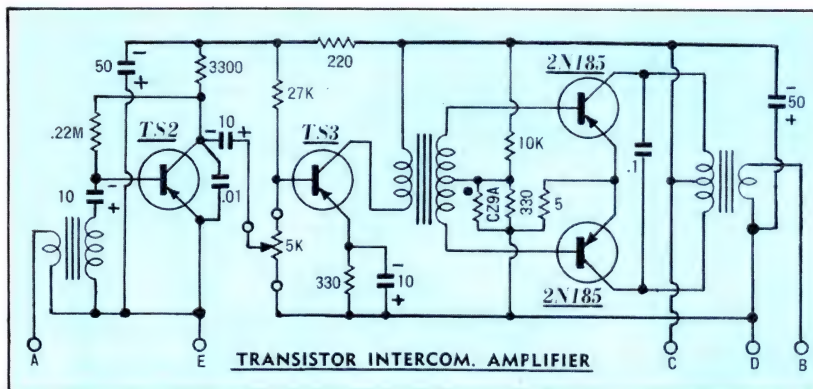 50
−
+
3300
220
27K
2N185
−
50
+
.22M
TS2
10
− +
TS3
10K
.1
10
−
+
.01
5K
CZ9A
330
5
330
−
10
+
2N185
A
E
C
D
B
TRANSISTOR INTERCOM. AMPLIFIER